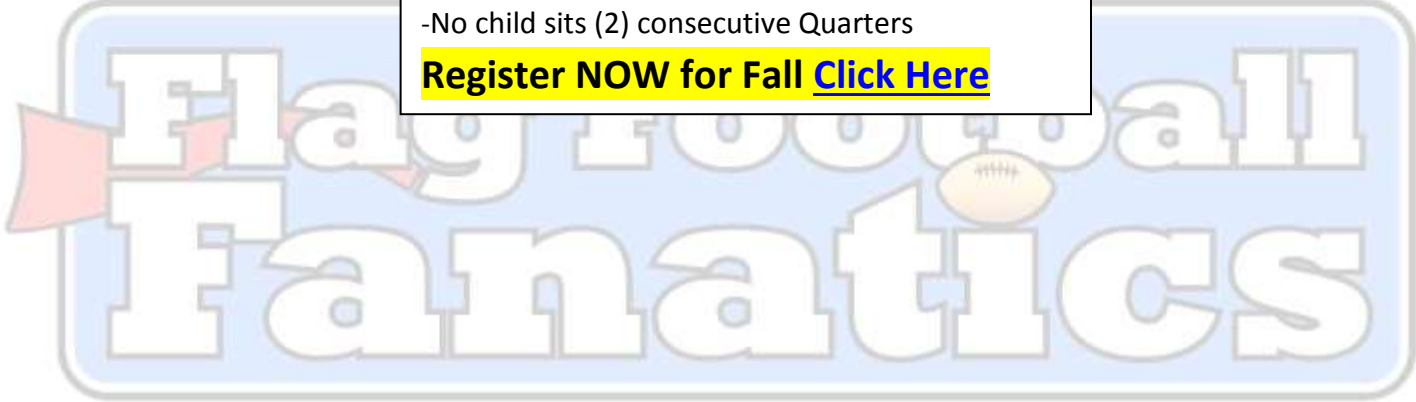 -No child sits (2) consecutive Quarters
Register NOW for Fall Click Here
Flag Football
Fanatics